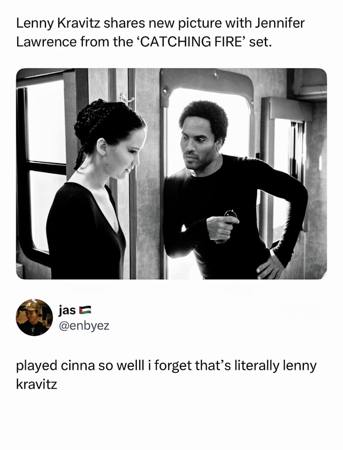 Lenny Kravitz shares new picture with Jennifer
Lawrence from the ‘CATCHING FIRE’ set.
jas 🇵🇸
@enbyez
played cinna so welll i forget that’s literally lenny
kravitz